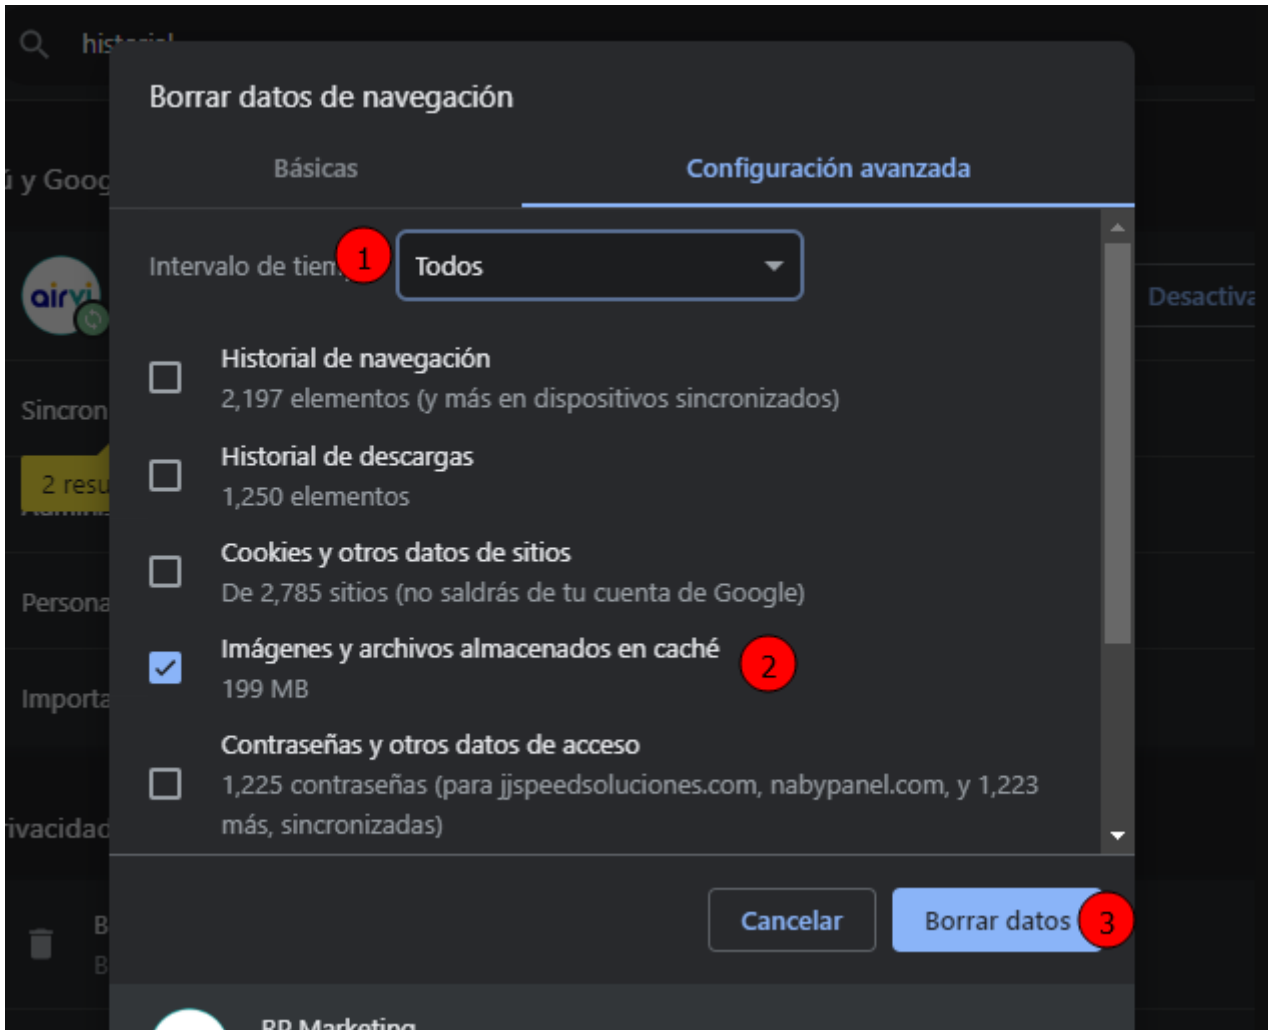 Borrar datos de navegación
Básicas
Configuración avanzada
ú y Goog
airvi
Intervalo de tiem
1
Todos
Desactiva
Historial de navegación
2,197 elementos (y más en dispositivos sincronizados)
Sincron
Historial de descargas
1,250 elementos
2 resu
Cookies y otros datos de sitios
De 2,785 sitios (no saldrás de tu cuenta de Google)
Persona
Imágenes y archivos almacenados en caché
2
199 MB
Importa
Contraseñas y otros datos de acceso
1,225 contraseñas (para jjspeedsoluciones.com, nabypanel.com, y 1,223
más, sincronizadas)
rivacidad
Cancelar
Borrar datos
3
B
B
BP Marketing